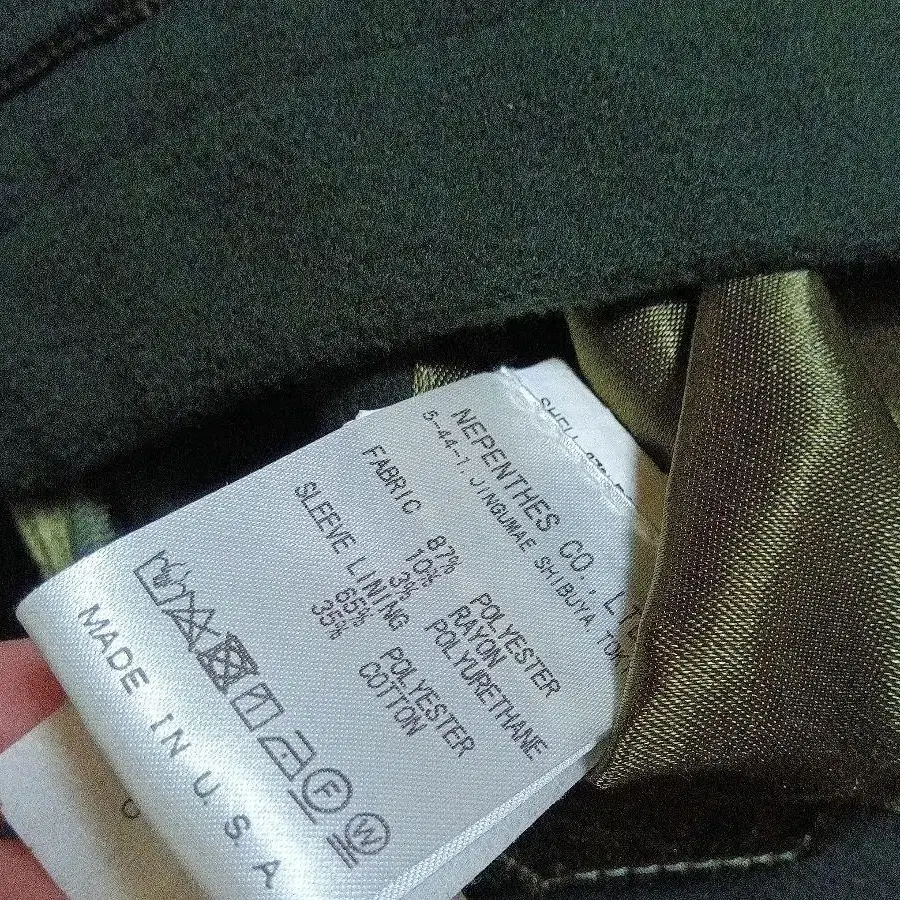 NEPENTHES CO., LT
5-44-1. JINGUMAE SHIBUYA, TOK
FABRIC
87% POLYESTER
10% RAYON
3% POLYURETHANE
SLEEVE LINING
65% POLYESTER
35% COTTON
F
W
MADE IN U.S.A
SHELL